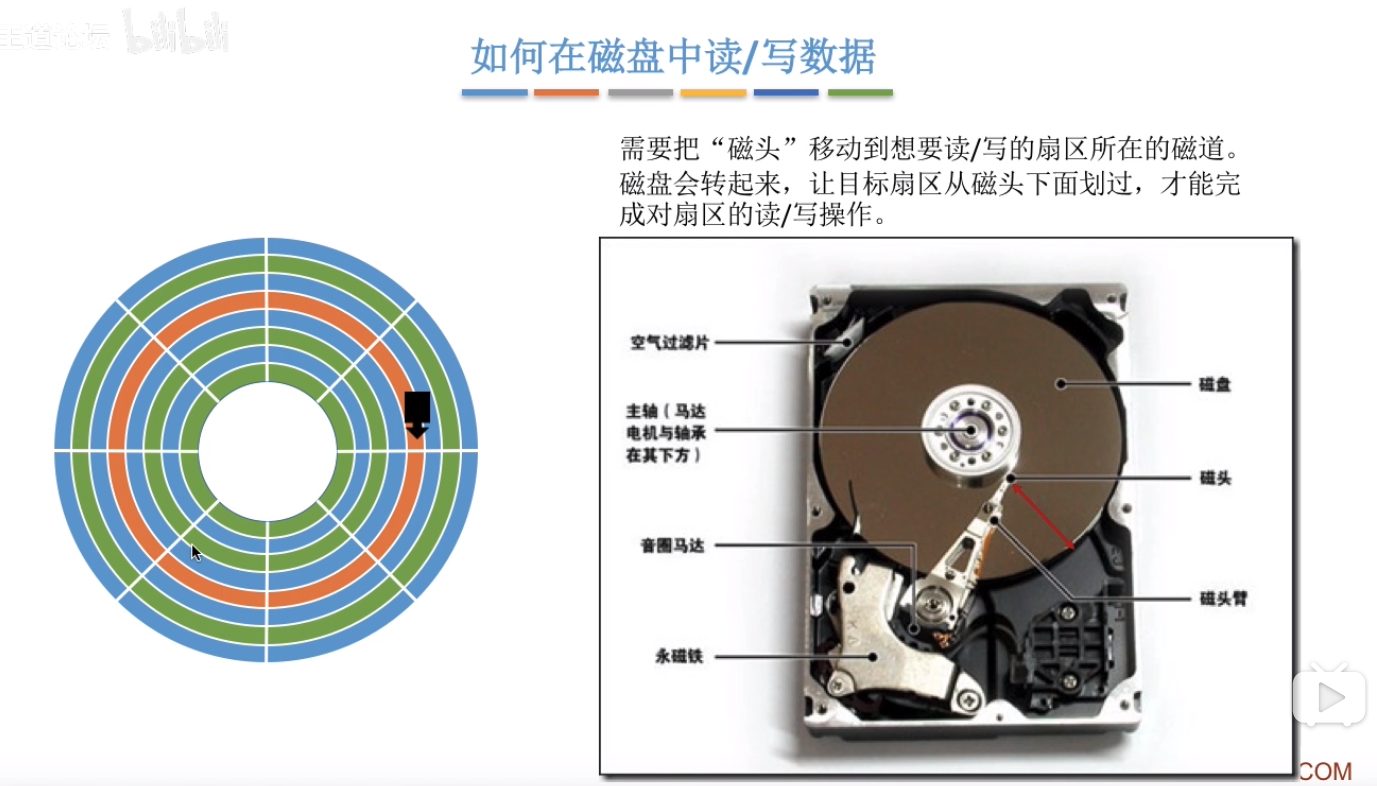 王道论坛 bilibili
如何在磁盘中读/写数据
需要把“磁头”移动到想要读/写的扇区所在的磁道。
磁盘会转起来，让目标扇区从磁头下面划过，才能完
成对扇区的读/写操作。
空气过滤片
磁盘
主轴（马达
电机与轴承
在其下方）
磁头
音圈马达
磁头臂
永磁铁
COM